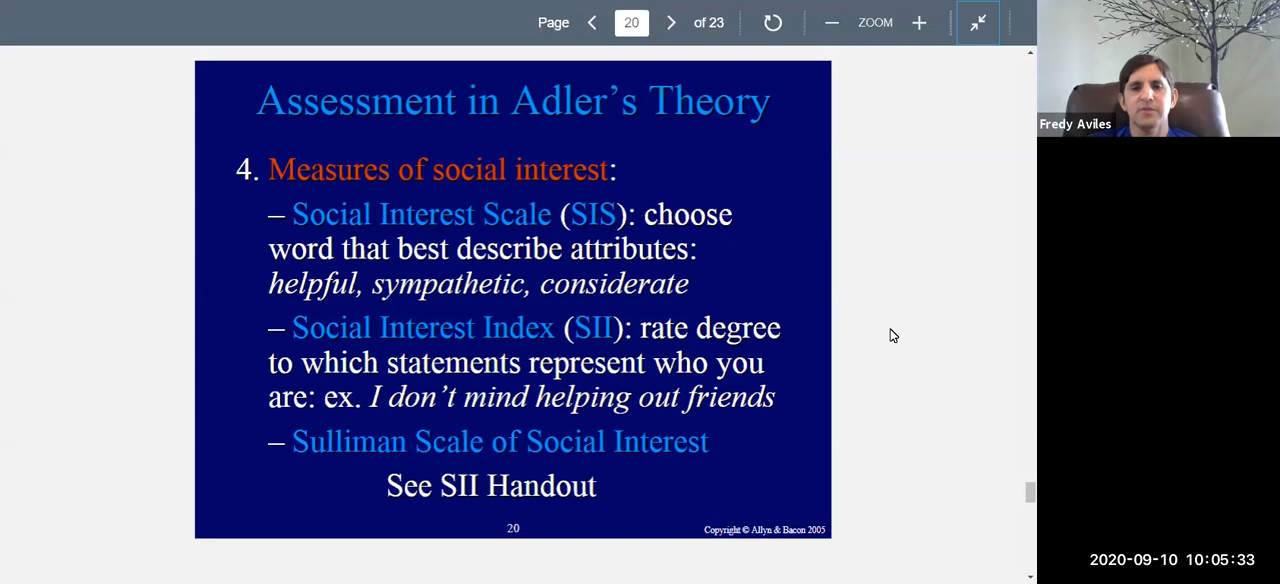 Page 20 of 23 ZOOM
Fredy Aviles
Assessment in Adler's Theory
4. Measures of social interest:
– Social Interest Scale (SIS): choose
word that best describe attributes:
helpful, sympathetic, considerate
– Social Interest Index (SII): rate degree
to which statements represent who you
are: ex. I don't mind helping out friends
– Sulliman Scale of Social Interest
See SII Handout
20
Copyright © Allyn & Bacon 2005
2020-09-10 10:05:33